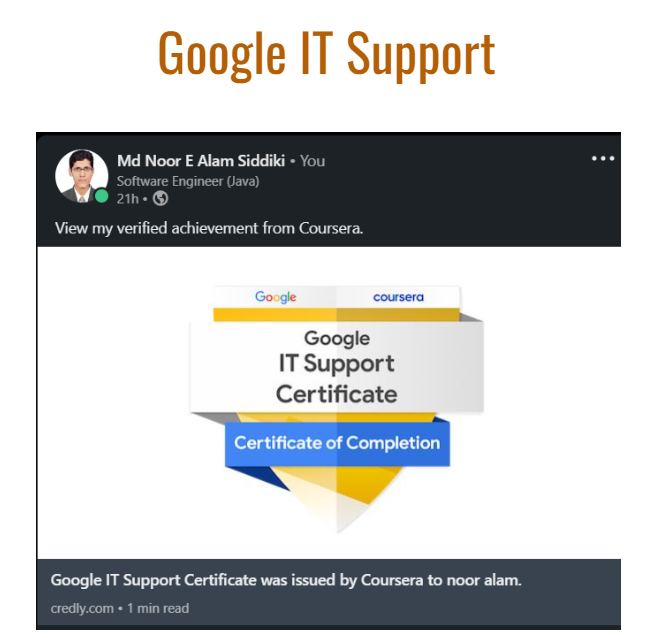 Google IT Support
Md Noor E Alam Siddiki • You
Software Engineer (Java)
21h •
View my verified achievement from Coursera.
Google coursera
Google
IT Support
Certificate
Certificate of Completion
Google IT Support Certificate was issued by Coursera to noor alam.
credly.com • 1 min read